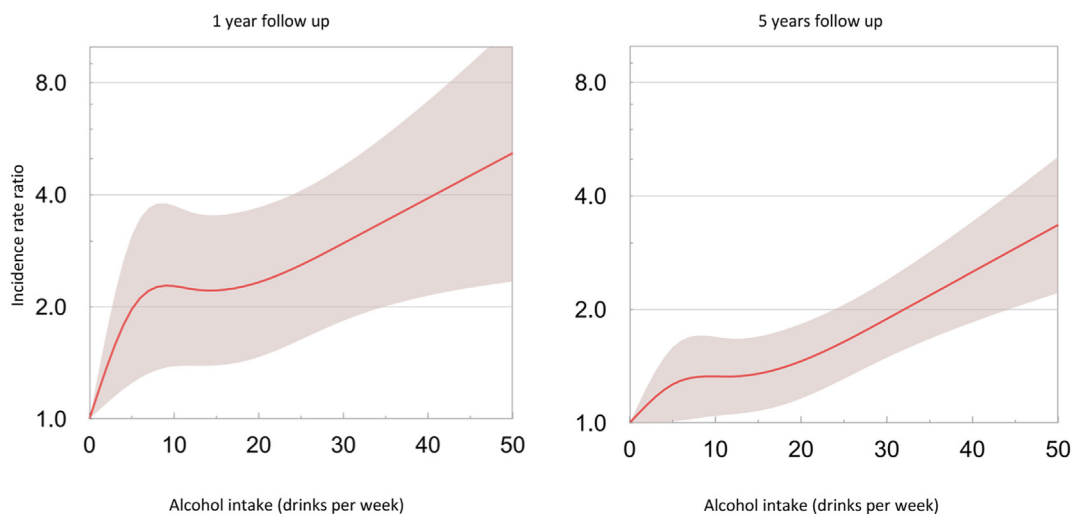 1 year follow up
5 years follow up
Incidence rate ratio
8.0
4.0
2.0
1.0
0 10 20 30 40 50
Alcohol intake (drinks per week)
8.0
4.0
2.0
1.0
0 10 20 30 40 50
Alcohol intake (drinks per week)